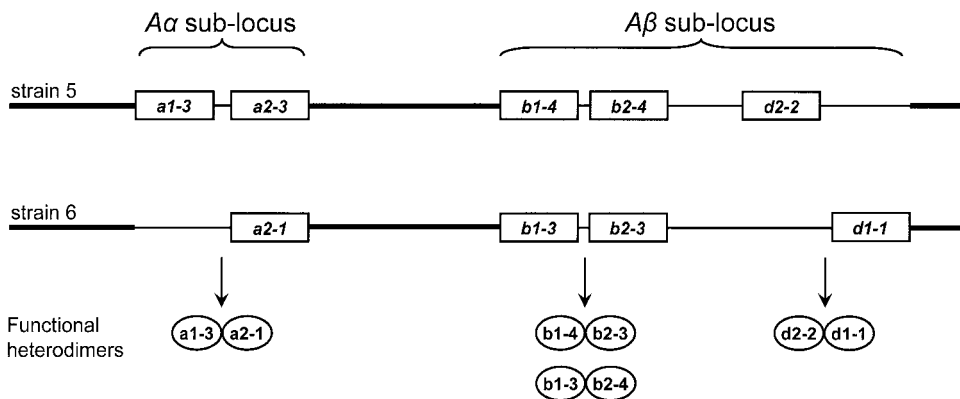 Aα sub-locus Aβ sub-locus
strain 5
a1-3 a2-3 b1-4 b2-4 d2-2
strain 6
a2-1 b1-3 b2-3 d1-1
Functional
heterodimers
a1-3 a2-1 b1-4 b2-3 d2-2 d1-1
b1-3 b2-4